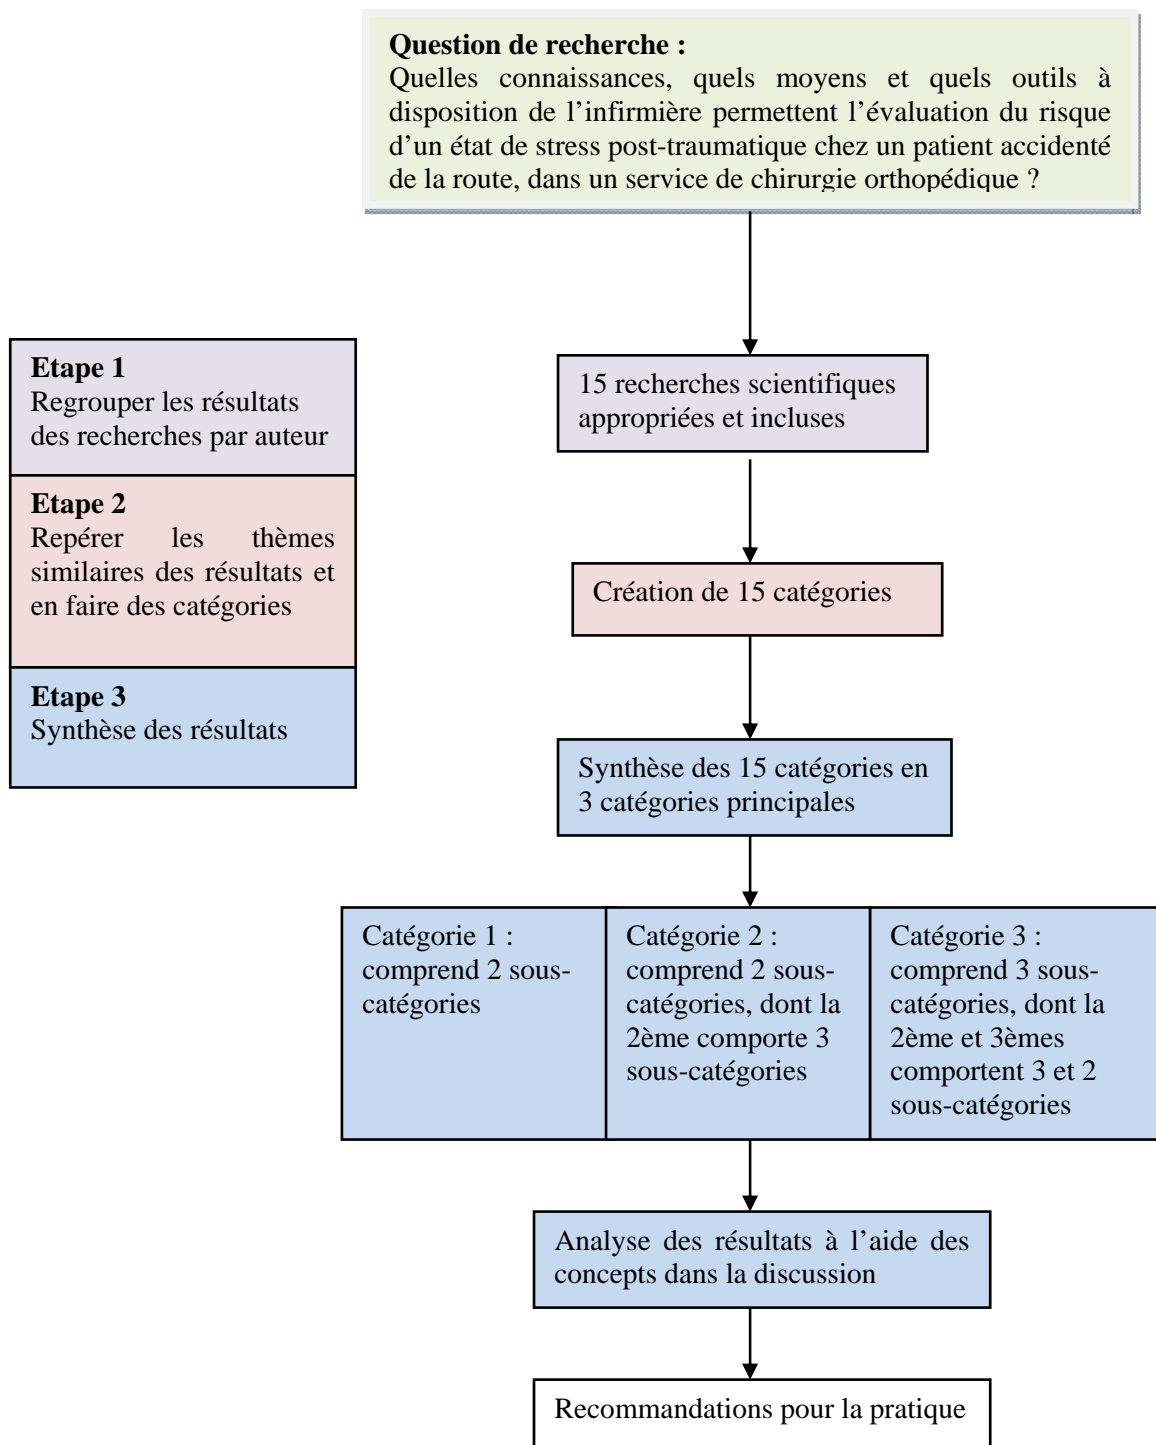 Question de recherche :
Quelles connaissances, quels moyens et quels outils à
disposition de l’infirmière permettent l’évaluation du risque
d’un état de stress post-traumatique chez un patient accidenté
de la route, dans un service de chirurgie orthopédique ?
Etape 1
Regrouper les résultats
des recherches par auteur
Etape 2
Repérer les thèmes
similaires des résultats et
en faire des catégories
Etape 3
Synthèse des résultats
15 recherches scientifiques
appropriées et incluses
Création de 15 catégories
Synthèse des 15 catégories en
3 catégories principales
Catégorie 1 :
comprend 2 sous-
catégories
Catégorie 2 :
comprend 2 sous-
catégories, dont la
2ème comporte 3
sous-catégories
Catégorie 3 :
comprend 3 sous-
catégories, dont la
2ème et 3èmes
comportent 3 et 2
sous-catégories
Analyse des résultats à l’aide des
concepts dans la discussion
Recommandations pour la pratique